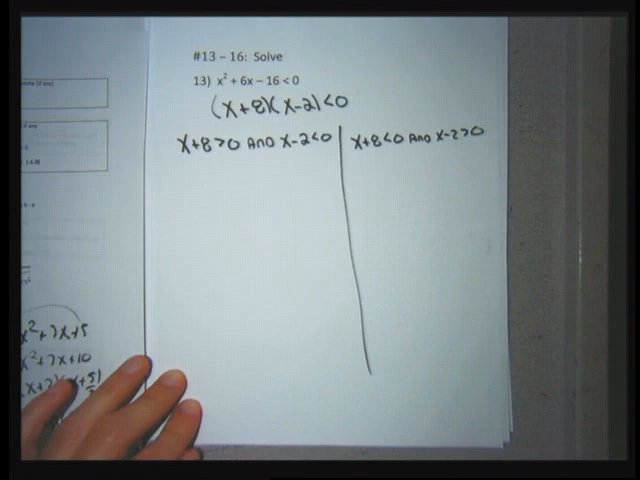 #13 – 16: Solve
13) x² + 6x – 16 < 0
(x+8)(x-2)<0
x+8>0 AND x-2<0
x+8<0 AND x-2>0
x²+7x+5
x²+7x+10